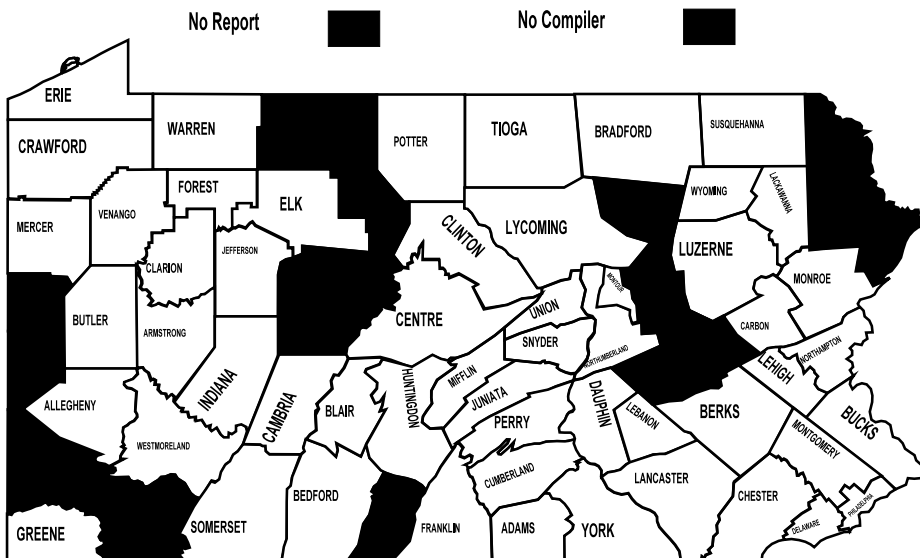 No Report
No Compiler
ERIE
WARREN
POTTER
TIOGA
BRADFORD
SUSQUEHANNA
CRAWFORD
FOREST
ELK
WYOMING
LACKAWANNA
MERCER
VENANGO
CLINTON
LYCOMING
LUZERNE
JEFFERSON
CLARION
MONROE
MONTOUR
BUTLER
ARMSTRONG
CENTRE
UNION
CARBON
SNYDER
NORTHUMBERLAND
NORTHAMPTON
LEHIGH
MIFFLIN
INDIANA
CAMBRIA
BLAIR
HUNTINGDON
JUNIATA
ALLEGHENY
PERRY
DAUPHIN
LEBANON
BERKS
BUCKS
WESTMORELAND
MONTGOMERY
CUMBERLAND
LANCASTER
BEDFORD
CHESTER
PHILADELPHIA
GREENE
SOMERSET
FRANKLIN
ADAMS
YORK
DELAWARE